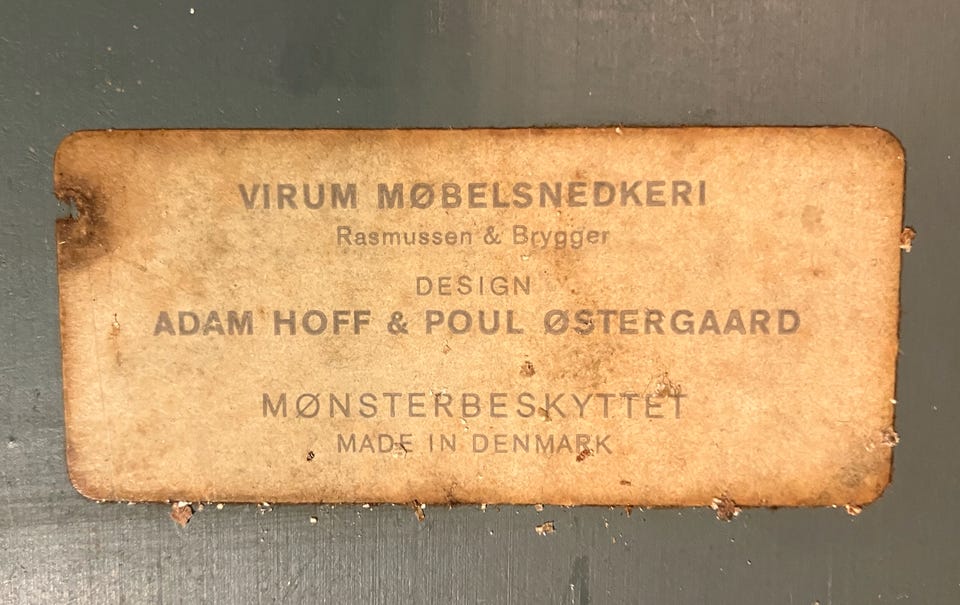 VIRUM MØBELSNEDKERI
Rasmussen & Brygger
DESIGN
ADAM HOFF & POUL ØSTERGAARD
MØNSTERBESKYTTET
MADE IN DENMARK